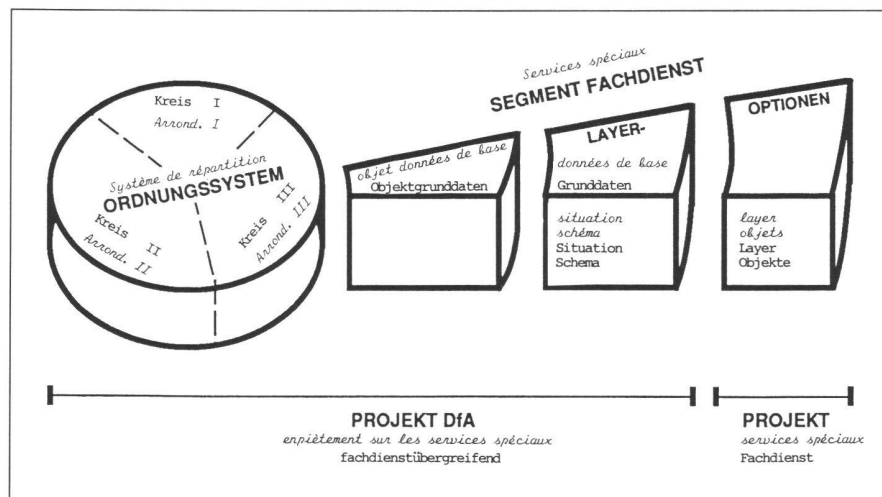 Kreis I
Arrond. I
Système de répartition
ORDNUNGSSYSTEM
Kreis II
Arrond. II
Kreis III
Arrond. III
Services spéciaux
SEGMENT FACHDIENST
objet données de base
Objektgrunddaten
LAYER-
données de base
Grunddaten
situation
schéma
Situation
Schema
OPTIONEN
layer
objets
Layer
Objekte
PROJEKT DfA
enpiètement sur les services spéciaux
fachdienstübergreifend
PROJEKT
services spéciaux
Fachdienst